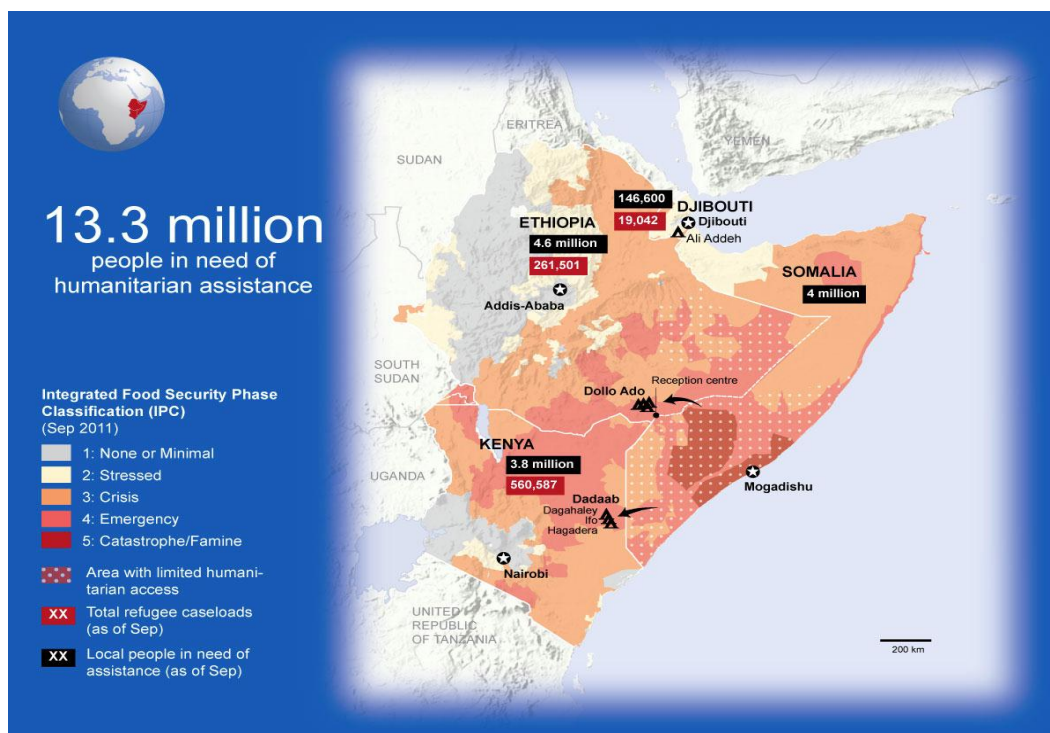 13.3 million
people in need of
humanitarian assistance
Integrated Food Security Phase
Classification (IPC)
(Sep 2011)
1: None or Minimal
2: Stressed
3: Crisis
4: Emergency
5: Catastrophe/Famine
Area with limited humani-
tarian access
XX Total refugee caseloads
(as of Sep)
XX Local people in need of
assistance (as of Sep)
ERITREA
YEMEN
SUDAN
146,600
19,042
DJIBOUTI
Djibouti
Ali Addeh
ETHIOPIA
4.6 million
261,501
Addis-Ababa
SOMALIA
4 million
SOUTH
SUDAN
Reception centre
Dollo Ado
KENYA
3.8 million
560,587
UGANDA
Mogadishu
Dadaab
Dagahaley
Ifo
Hagadera
Nairobi
UNITED
REPUBLIC
OF TANZANIA
200 km